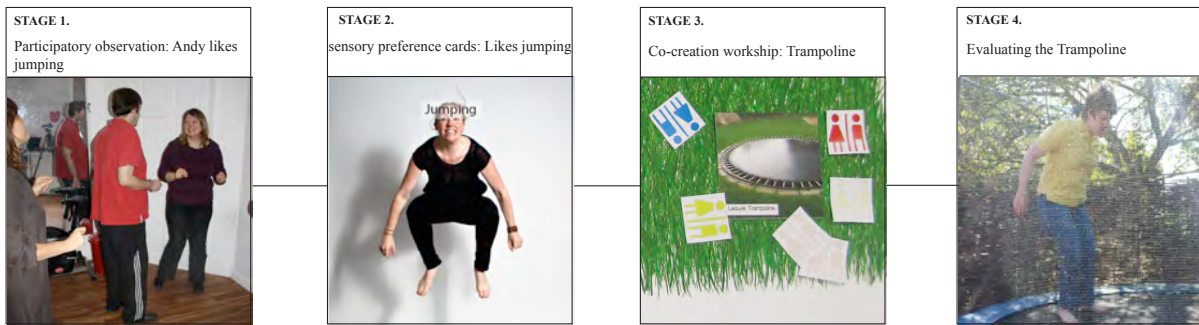 STAGE 1.
Participatory observation: Andy likes
jumping
STAGE 2.
sensory preference cards: Likes jumping
Jumping
STAGE 3.
Co-creation workship: Trampoline
Leisure, Trampoline
STAGE 4.
Evaluating the Trampoline